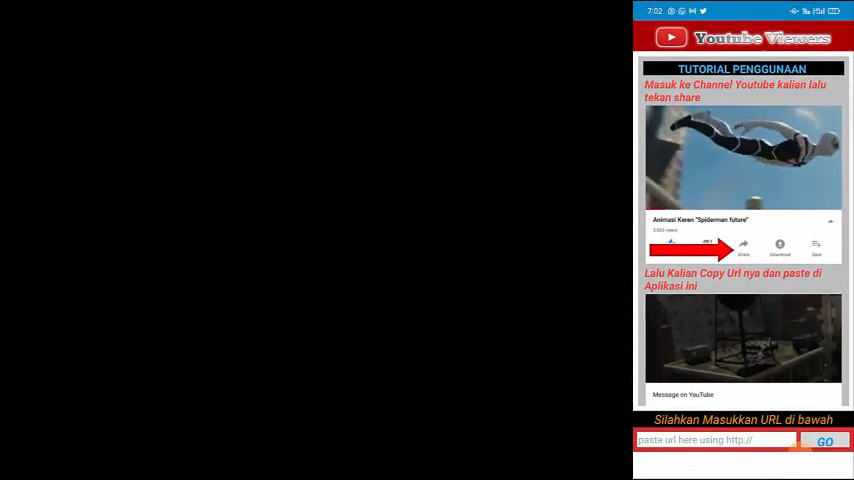 7:02
Youtube Viewers
TUTORIAL PENGGUNAAN
Masuk ke Channel Youtube kalian lalu
tekan share
Animasi Keren "Spiderman future"
Share Download Save
Lalu Kalian Copy Url nya dan paste di
Aplikasi ini
Message on YouTube
Silahkan Masukkan URL di bawah
paste url here using http://
GO